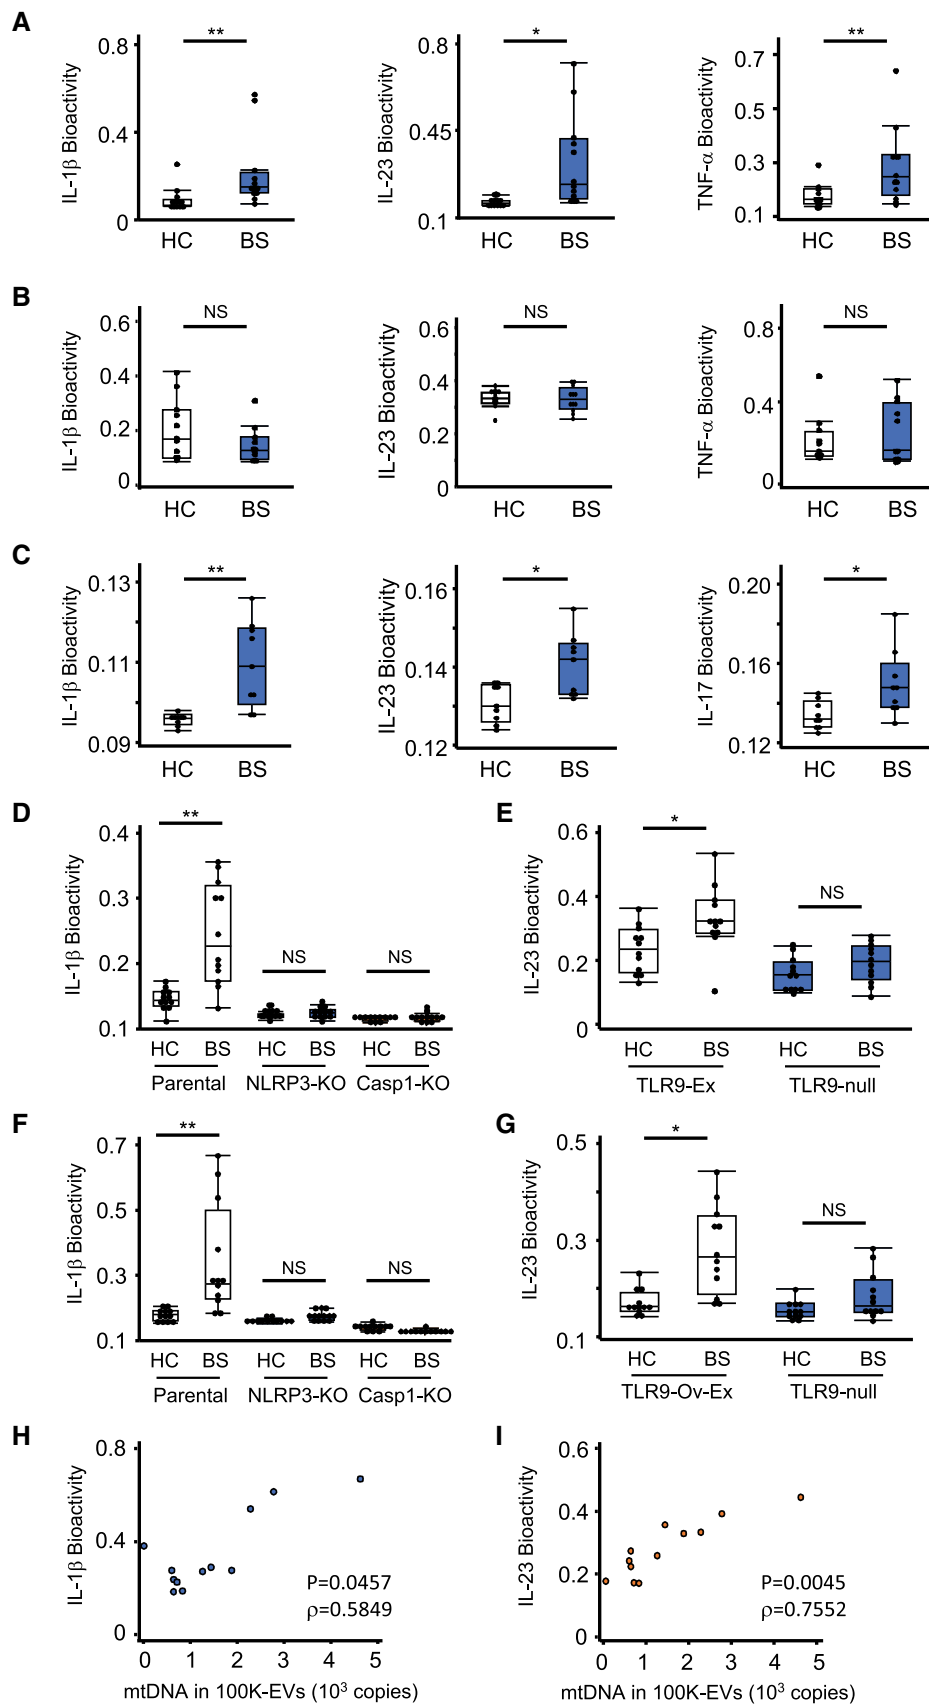 A
IL-1β Bioactivity
0.8
0.4
0
**
HC BS
IL-23 Bioactivity
0.8
0.45
0.1
*
HC BS
TNF-α Bioactivity
0.7
0.5
0.3
0.1
**
HC BS
B
IL-1β Bioactivity
0.6
0.4
0.2
0
NS
HC BS
IL-23 Bioactivity
0.6
0.4
0.2
0
NS
HC BS
TNF-α Bioactivity
0.8
0.4
0
NS
HC BS
C
IL-1β Bioactivity
0.13
0.11
0.09
**
HC BS
IL-23 Bioactivity
0.16
0.14
0.12
*
HC BS
IL-17 Bioactivity
0.20
0.16
0.12
*
HC BS
D
IL-1β Bioactivity
0.4
0.3
0.2
0.1
**
NS
NS
HC BS HC BS HC BS
Parental NLRP3-KO Casp1-KO
E
IL-23 Bioactivity
0.6
0.4
0.2
0
*
NS
HC BS HC BS
TLR9-Ex TLR9-null
F
IL-1β Bioactivity
0.7
0.5
0.3
0.1
**
NS
NS
HC BS HC BS HC BS
Parental NLRP3-KO Casp1-KO
G
IL-23 Bioactivity
0.5
0.3
0.1
*
NS
HC BS HC BS
TLR9-Ov-Ex TLR9-null
H
IL-1β Bioactivity
0.8
0.4
0
P=0.0457
ρ=0.5849
0 1 2 3 4 5
mtDNA in 100K-EVs (10³ copies)
I
IL-23 Bioactivity
0.6
0.4
0.2
0
P=0.0045
ρ=0.7552
0 1 2 3 4 5
mtDNA in 100K-EVs (10³ copies)